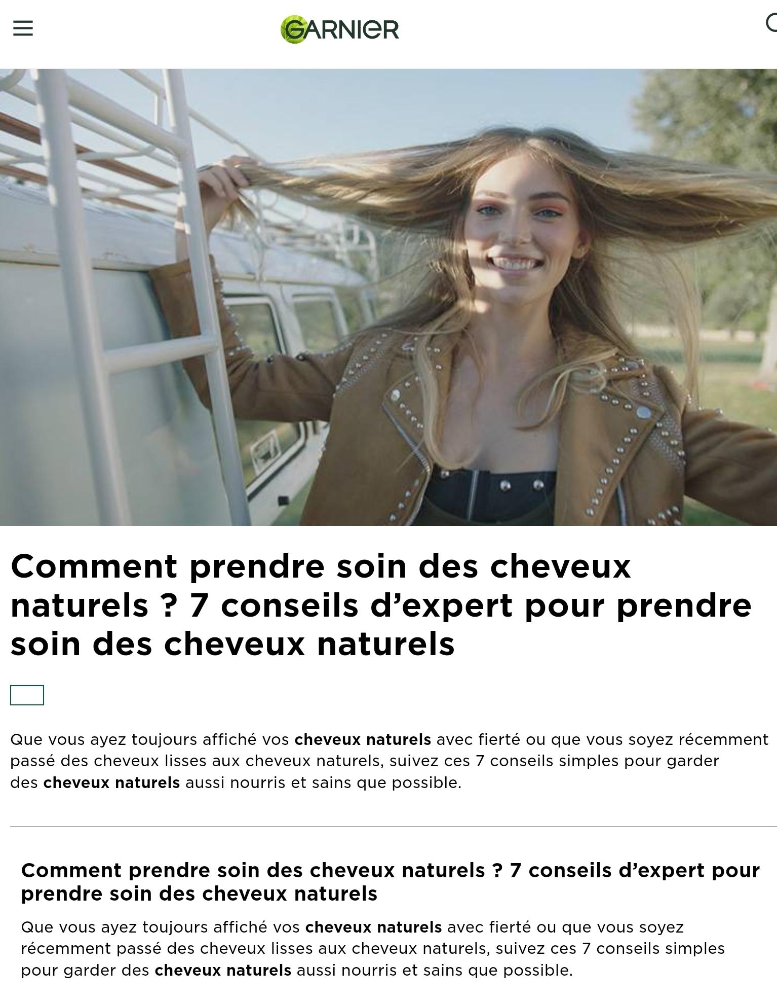 GARNIER
Comment prendre soin des cheveux
naturels ? 7 conseils d’expert pour prendre
soin des cheveux naturels
Que vous ayez toujours affiché vos cheveux naturels avec fierté ou que vous soyez récemment
passé des cheveux lisses aux cheveux naturels, suivez ces 7 conseils simples pour garder
des cheveux naturels aussi nourris et sains que possible.
Comment prendre soin des cheveux naturels ? 7 conseils d’expert pour
prendre soin des cheveux naturels
Que vous ayez toujours affiché vos cheveux naturels avec fierté ou que vous soyez
récemment passé des cheveux lisses aux cheveux naturels, suivez ces 7 conseils simples
pour garder des cheveux naturels aussi nourris et sains que possible.